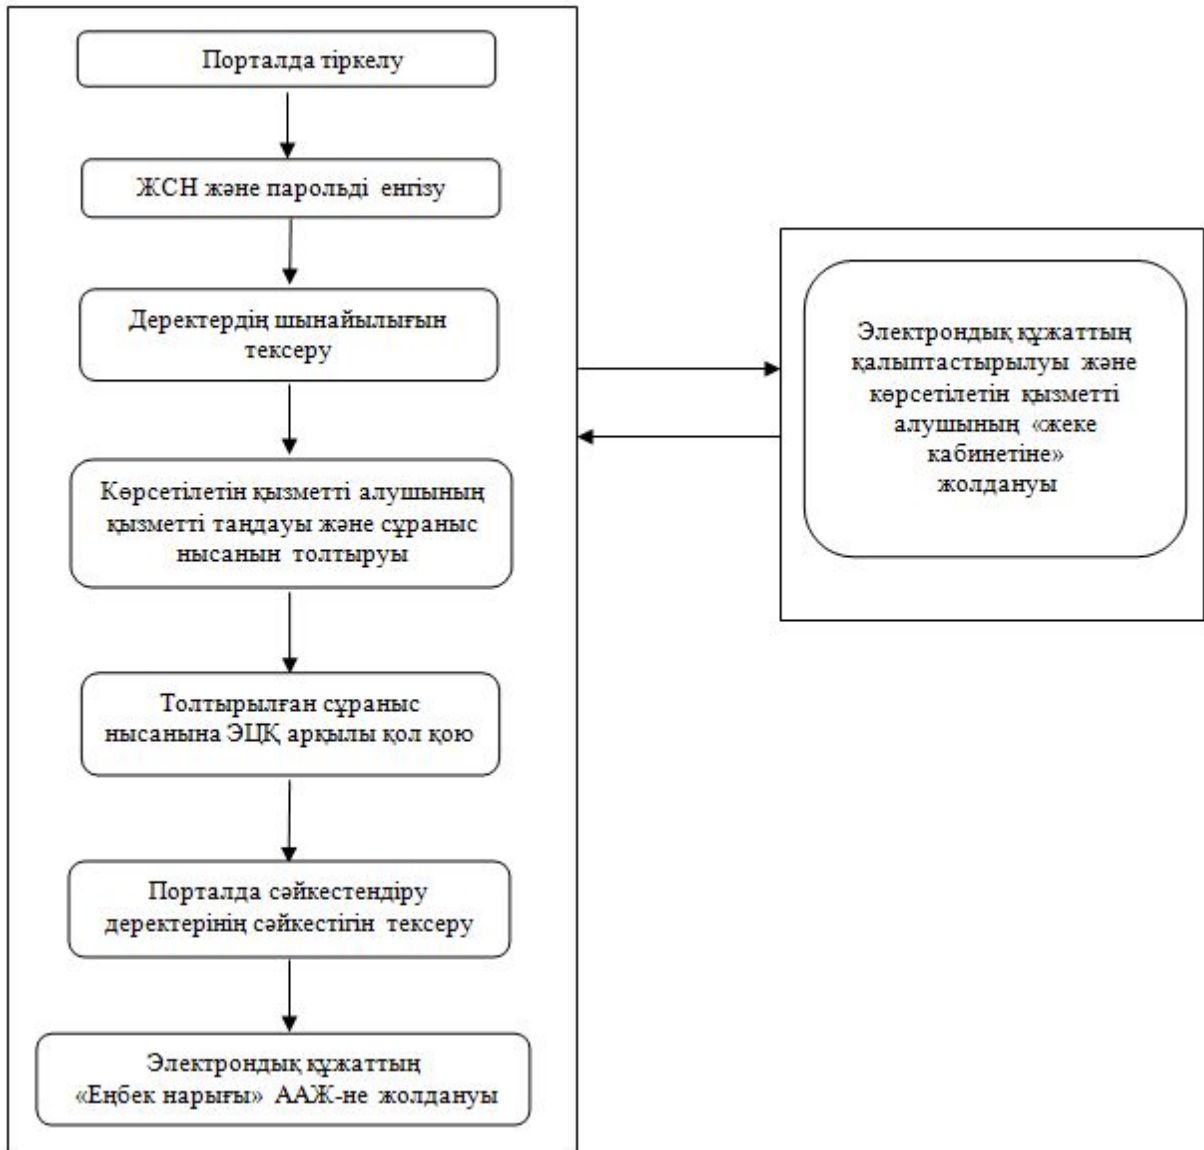 Порталда тіркелу
ЖСН және парольді енгізу
Деректердің шынайылығын
тексеру
Көрсетілетін қызметті алушының
қызметті таңдауы және сұраныс
нысанын толтыруы
Толтырылған сұраныс
нысанына ЭЦҚ арқылы қол қою
Порталда сәйкестендіру
деректерінің сәйкестігін тексеру
Электрондық құжаттың
«Еңбек нарығы» ААЖ-не жолдануы
Электрондық құжаттың
қалыптастырылуы және
көрсетілетін қызметті
алушының «жеке
кабинетіне»
жолдануы